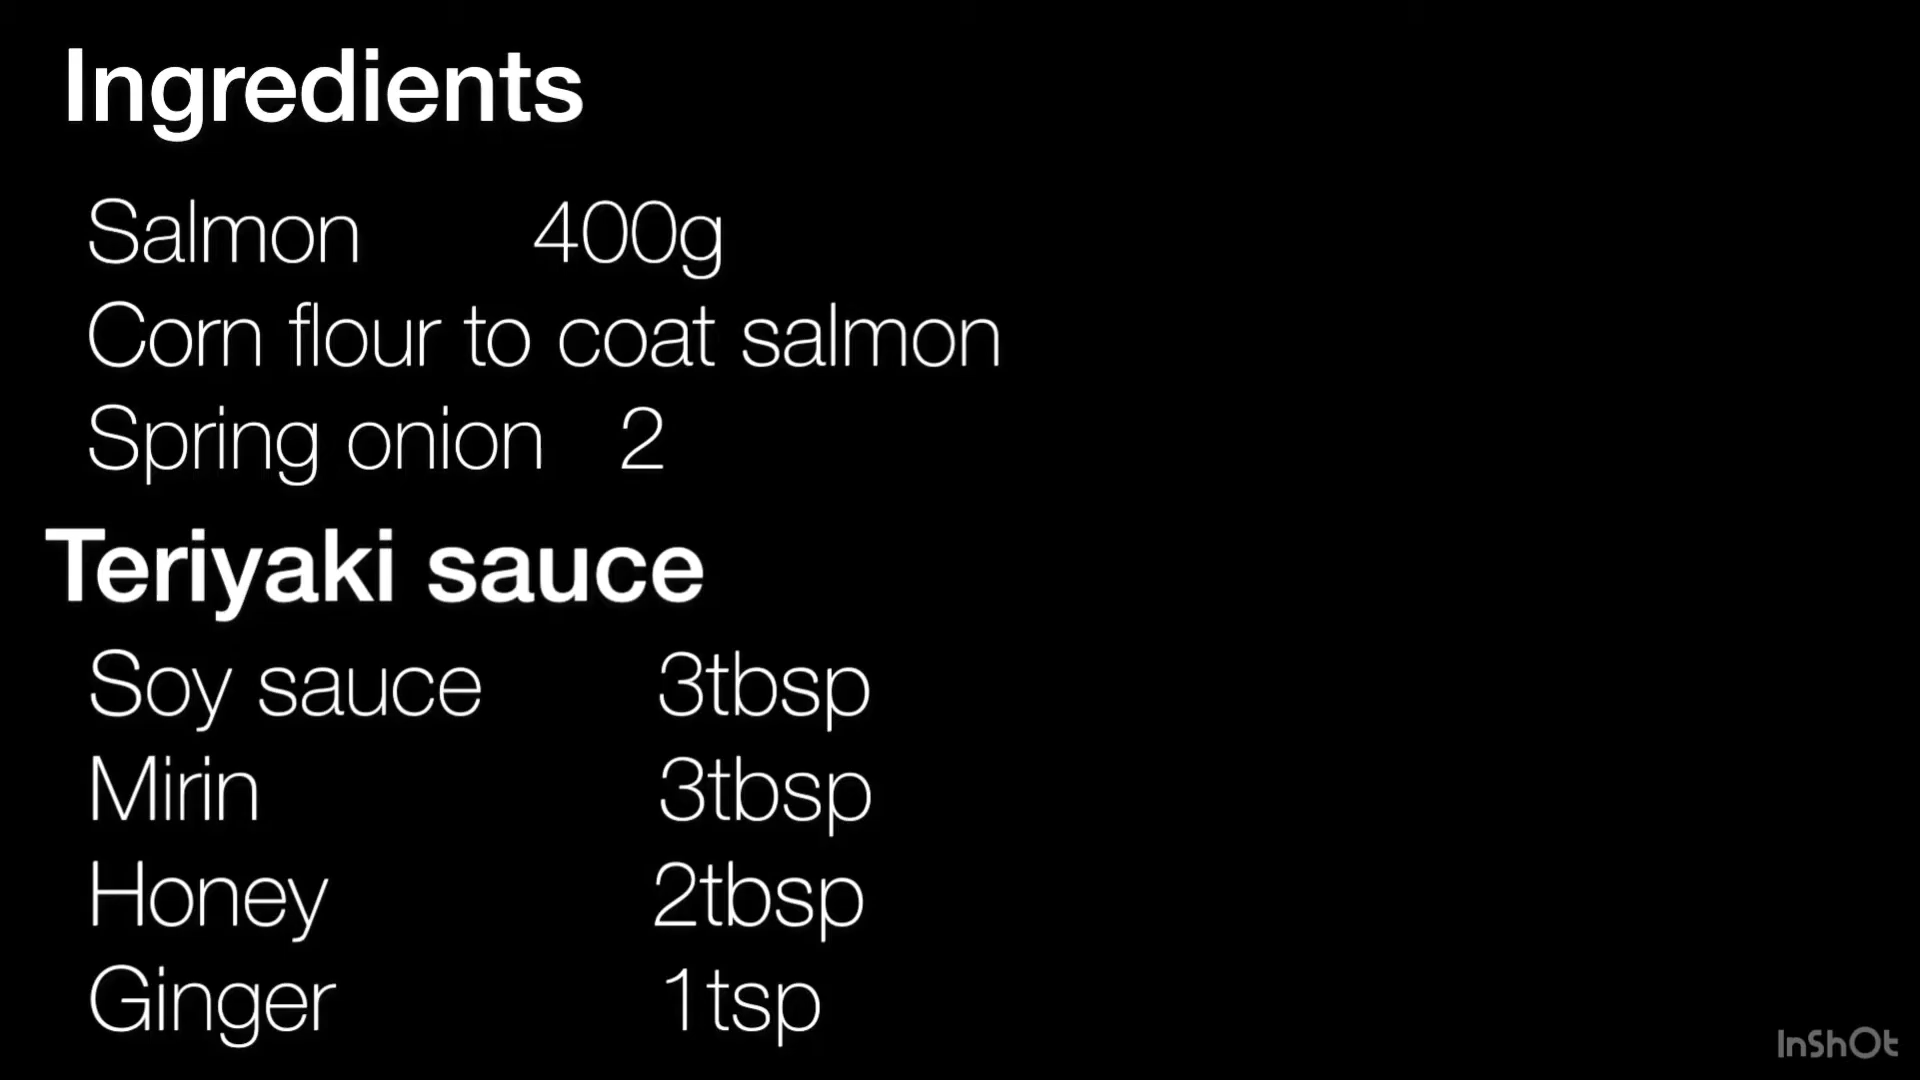 Ingredients
Salmon 400g
Corn flour to coat salmon
Spring onion 2
Teriyaki sauce
Soy sauce 3tbsp
Mirin 3tbsp
Honey 2tbsp
Ginger 1tsp
InShOt